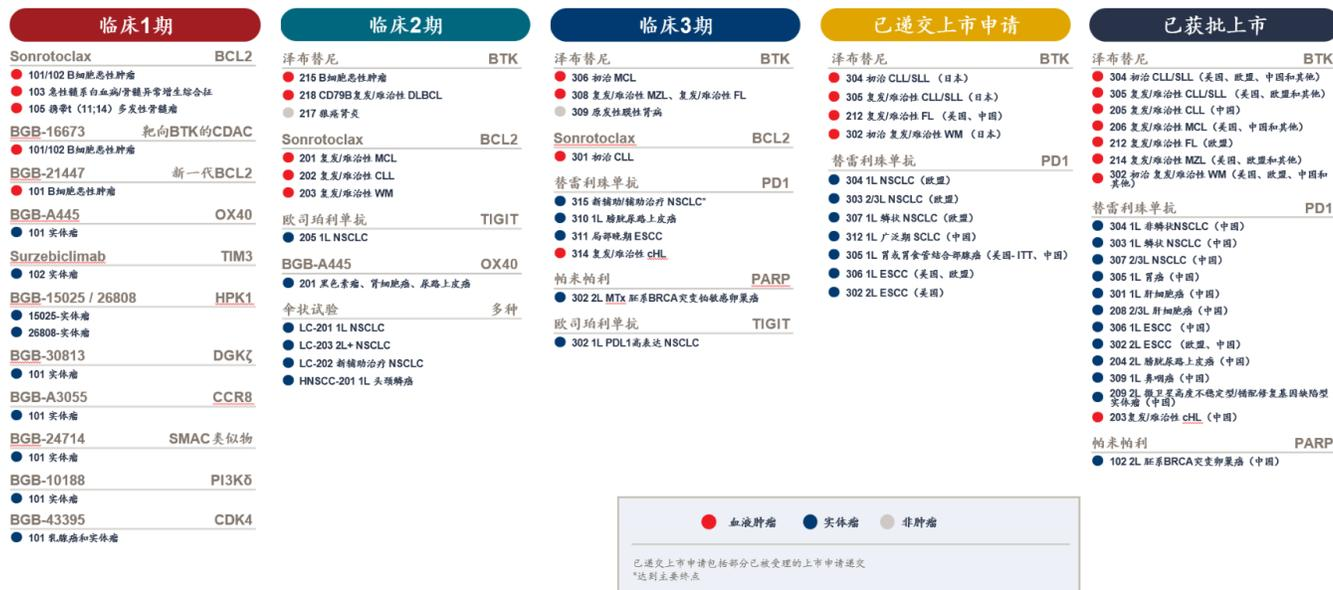 临床1期
Sonrotoclax BCL2
101/102 B细胞恶性肿瘤
103 急性髓系白血病/骨髓异常增生综合征
105 携带t（11;14）多发性骨髓瘤
BGB-16673 靶向BTK的CDAC
101/102 B细胞恶性肿瘤
BGB-21447 新一代BCL2
101 B细胞恶性肿瘤
BGB-A445 OX40
101 实体瘤
Surzebiclimab TIM3
102 实体瘤
BGB-15025 / 26808 HPK1
15025-实体瘤
26808-实体瘤
BGB-30813 DGKζ
101 实体瘤
BGB-A3055 CCR8
101 实体瘤
BGB-24714 SMAC类似物
101 实体瘤
BGB-10188 PI3Kδ
101 实体瘤
BGB-43395 CDK4
101 乳腺癌和实体瘤
临床2期
泽布替尼 BTK
215 B细胞恶性肿瘤
218 CD79B复发/难治性 DLBCL
217 狼疮肾炎
Sonrotoclax BCL2
201 复发/难治性 MCL
202 复发/难治性 CLL
203 复发/难治性 WM
欧司珀利单抗 TIGIT
205 1L NSCLC
BGB-A445 OX40
201 黑色素瘤、肾细胞癌、尿路上皮癌
伞状试验 多种
LC-201 1L NSCLC
LC-203 2L+ NSCLC
LC-202 新辅助治疗 NSCLC
HNSCC-201 1L 头颈鳞癌
临床3期
泽布替尼 BTK
306 初治 MCL
308 复发/难治性 MZL、复发/难治性 FL
309 原发性膜性肾病
Sonrotoclax BCL2
301 初治 CLL
替雷利珠单抗 PD1
315 新辅助/辅助治疗 NSCLC*
310 1L 膀胱尿路上皮癌
311 局部晚期 ESCC
314 复发/难治性 cHL
帕米帕利 PARP
302 2L MTx 胚系BRCA突变铂敏感卵巢癌
欧司珀利单抗 TIGIT
302 1L PDL1高表达 NSCLC
已递交上市申请
泽布替尼 BTK
304 初治 CLL/SLL （日本）
305 复发/难治性 CLL/SLL（日本）
212 复发/难治性 FL（美国、中国）
302 初治 复发/难治性 WM （日本）
替雷利珠单抗 PD1
304 1L NSCLC（欧盟）
303 2/3L NSCLC（欧盟）
307 1L 鳞状 NSCLC（欧盟）
312 1L 广泛期 SCLC（中国）
305 1L 胃或胃食管结合部腺癌（美国- ITT、中国）
306 1L ESCC（美国、欧盟）
302 2L ESCC（美国）
已获批上市
泽布替尼 BTK
304 初治 CLL/SLL（美国、欧盟、中国和其他）
305 复发/难治性 CLL/SLL （美国、欧盟和其他）
205 复发/难治性 CLL（中国）
206 复发/难治性 MCL（美国、中国和其他）
212 复发/难治性 FL（欧盟）
214 复发/难治性 MZL（美国和其他）
302 初治 复发/难治性 WM（美国、欧盟、中国和
其他）
替雷利珠单抗 PD1
304 1L 非鳞状NSCLC（中国）
303 1L 鳞状 NSCLC（中国）
307 2/3L NSCLC（中国）
305 1L 胃癌（中国）
301 1L 肝细胞癌（中国）
208 2/3L 肝细胞癌（中国）
306 1L ESCC （中国）
302 2L ESCC （欧盟、中国）
204 2L 膀胱尿路上皮癌（中国）
309 1L 鼻咽癌（中国）
209 2L 微卫星高度不稳定型/错配修复基因缺陷型
实体瘤（中国）
203复发/难治性 cHL（中国）
帕米帕利 PARP
102 2L 胚系BRCA突变卵巢癌（中国）
血液肿瘤 实体瘤 非肿瘤
已递交上市申请包括部分已被受理的上市申请递交
*达到主要终点